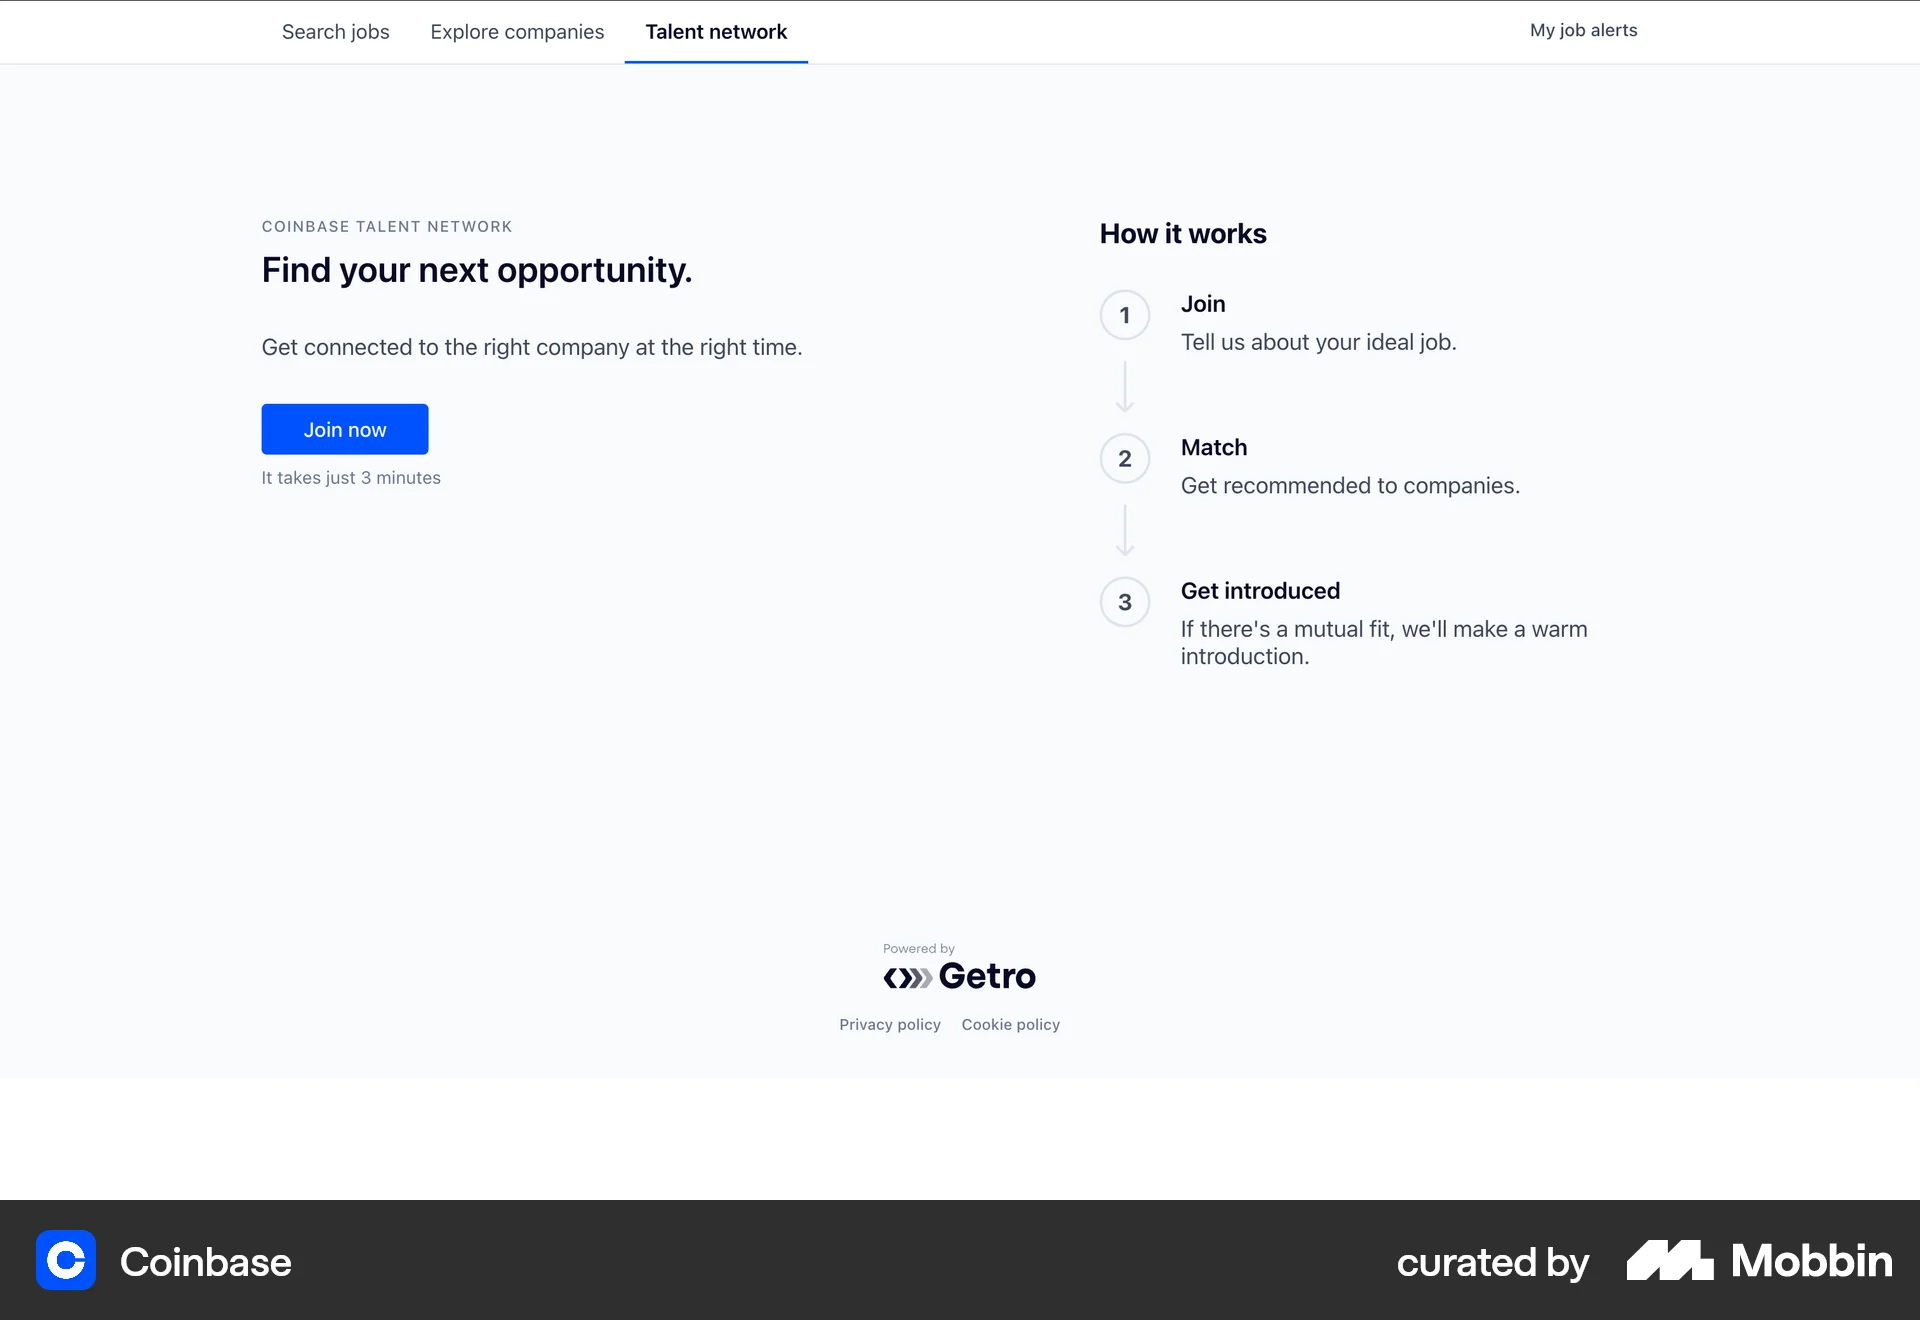 Search jobs
Explore companies
Talent network
My job alerts
COINBASE TALENT NETWORK
Find your next opportunity.
Get connected to the right company at the right time.
Join now
It takes just 3 minutes
How it works
1
Join
Tell us about your ideal job.
2
Match
Get recommended to companies.
3
Get introduced
If there's a mutual fit, we'll make a warm
introduction.
Powered by
Getro
Privacy policy
Cookie policy
Coinbase
curated by
Mobbin